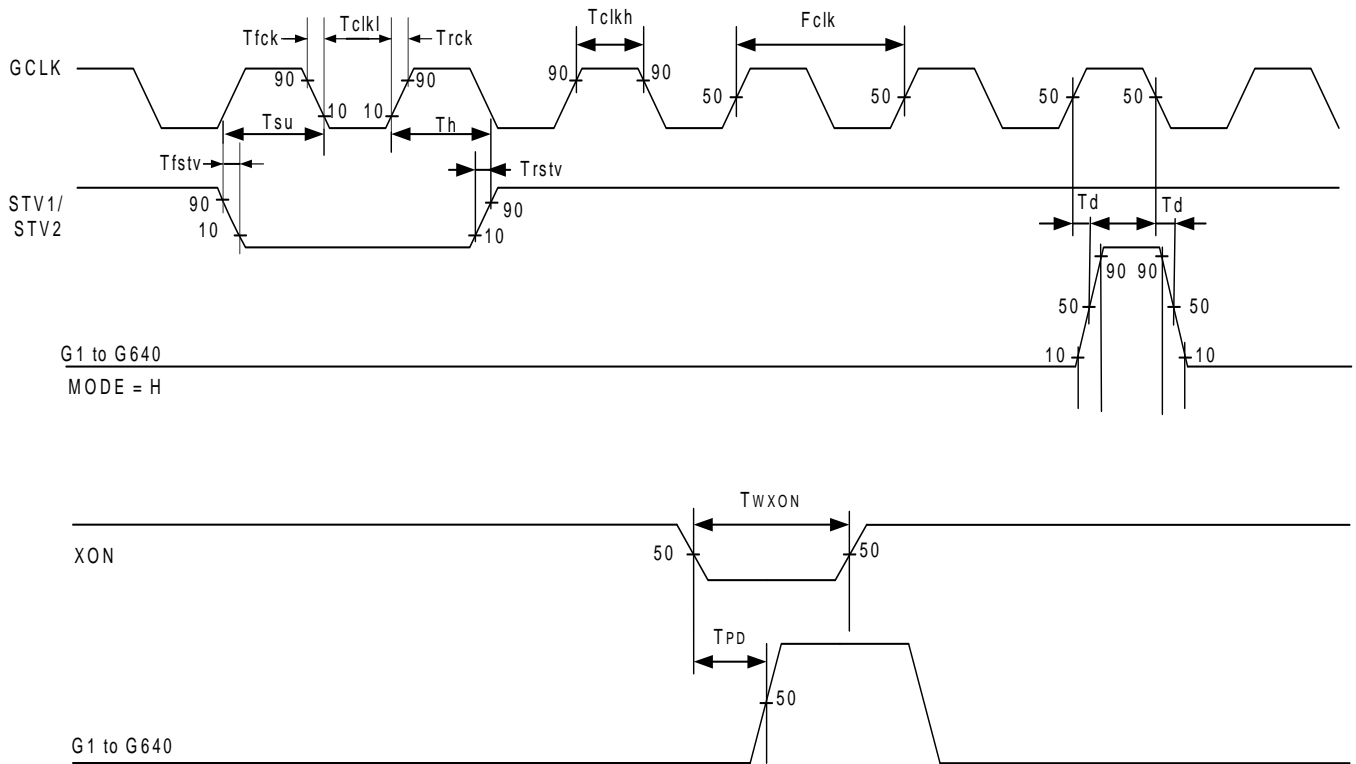 Tfck Tclkl Trck Tclkh Fclk
GCLK
90 90 90 90
50 50 50 50
10 10
Tsu Th
Tfstv Trstv
STV1/
STV2
90 90
10 10
Td Td
90 90
50 50
10 10
G1 to G640
MODE = H
TWXON
XON
50 50
TPD
50
G1 to G640